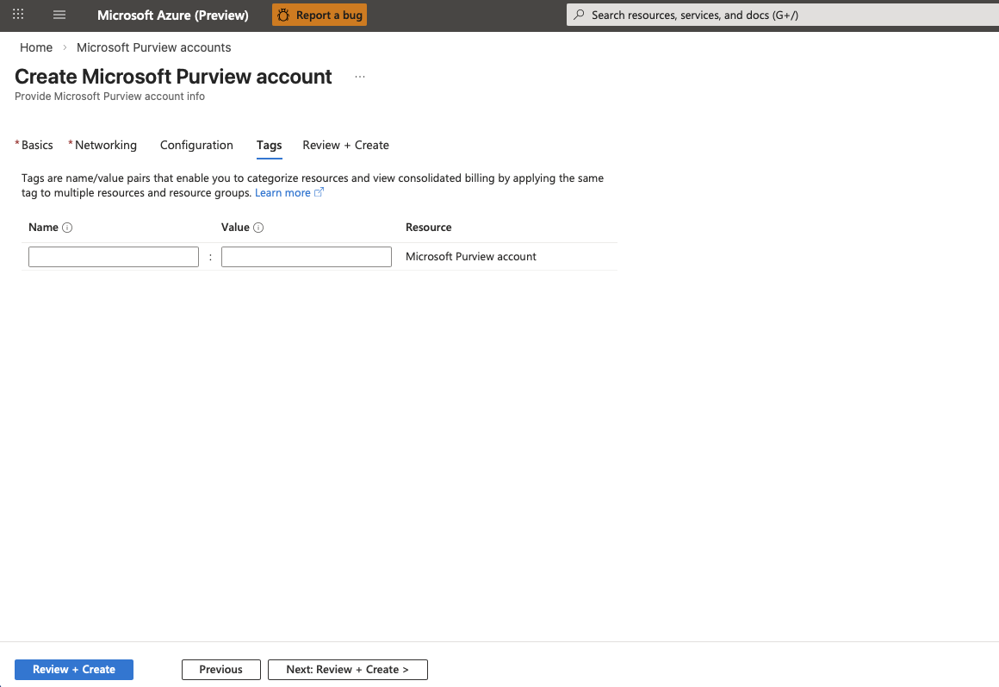 Microsoft Azure (Preview)
Report a bug
Search resources, services, and docs (G+/)
Home > Microsoft Purview accounts
Create Microsoft Purview account ...
Provide Microsoft Purview account info
* Basics * Networking Configuration Tags Review + Create
Tags are name/value pairs that enable you to categorize resources and view consolidated billing by applying the same
tag to multiple resources and resource groups. Learn more
Name Value Resource
: Microsoft Purview account
Review + Create Previous Next: Review + Create >